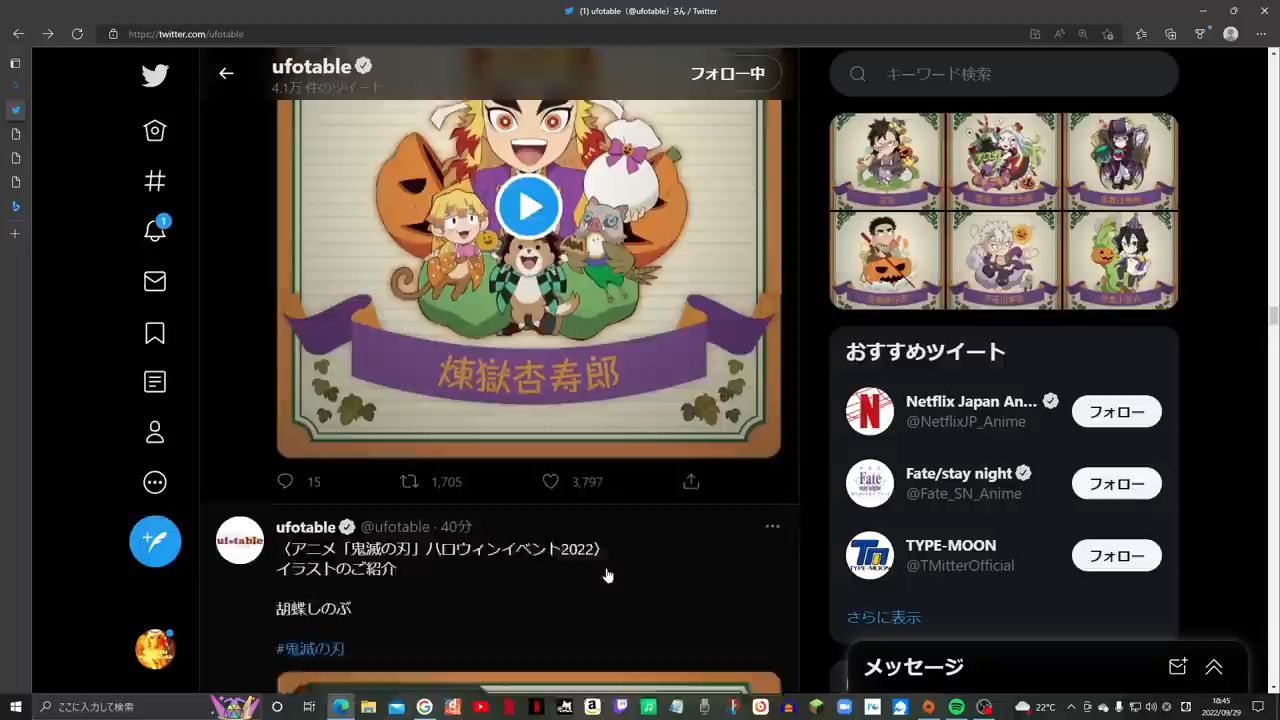 (1) ufotable（@ufotable）さん / Twitter
https://twitter.com/ufotable
ufotable
4.1万 件のツイート
フォロー中
キーワード検索
煉獄杏寿郎
15
1,705
3,797
ufotable @ufotable · 40分
〈アニメ「鬼滅の刃」ハロウィンイベント2022〉
イラストのご紹介
胡蝶しのぶ
#鬼滅の刃
おすすめツイート
Netflix Japan An...
@NetflixJP_Anime
フォロー
Fate/stay night
@Fate_SN_Anime
フォロー
TYPE-MOON
@TMitterOfficial
フォロー
さらに表示
メッセージ
1
ufotable
ここに入力して検索
22°C
18:45
2022/09/29